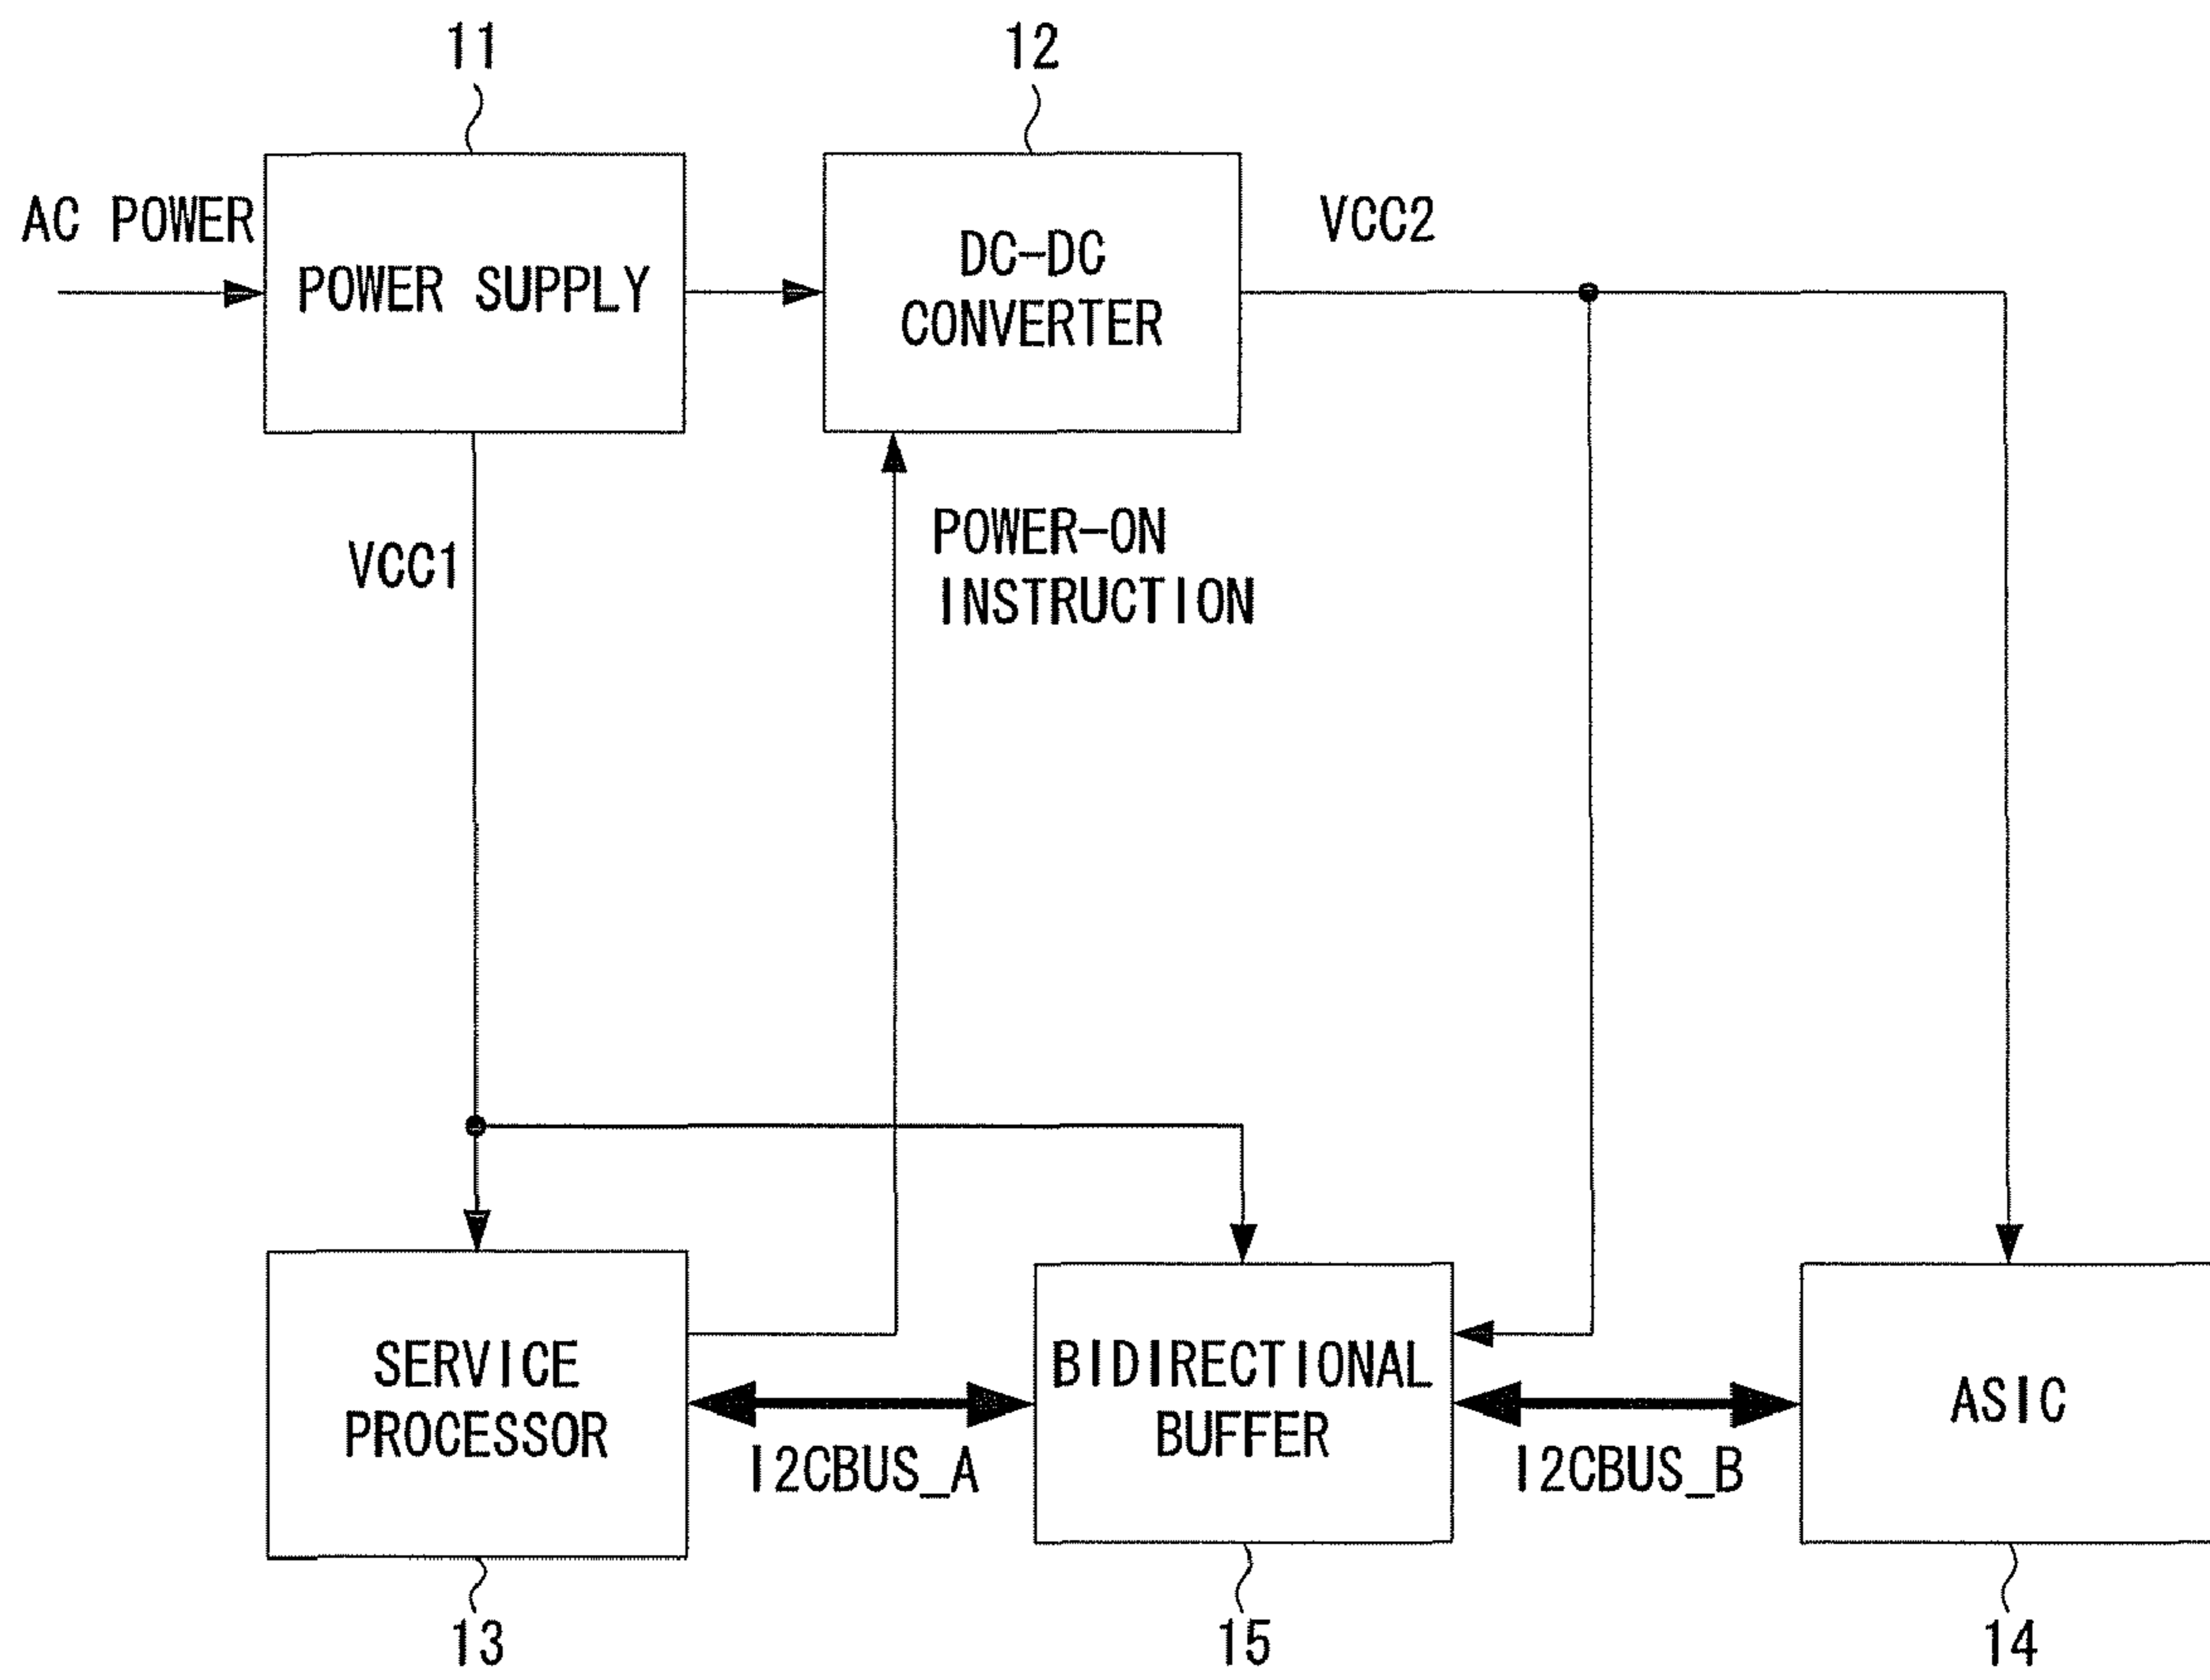 11
12
AC POWER
POWER SUPPLY
DC-DC
CONVERTER
VCC2
VCC1
POWER-ON
INSTRUCTION
SERVICE
PROCESSOR
I2CBUS_A
BIDIRECTIONAL
BUFFER
I2CBUS_B
ASIC
13
15
14